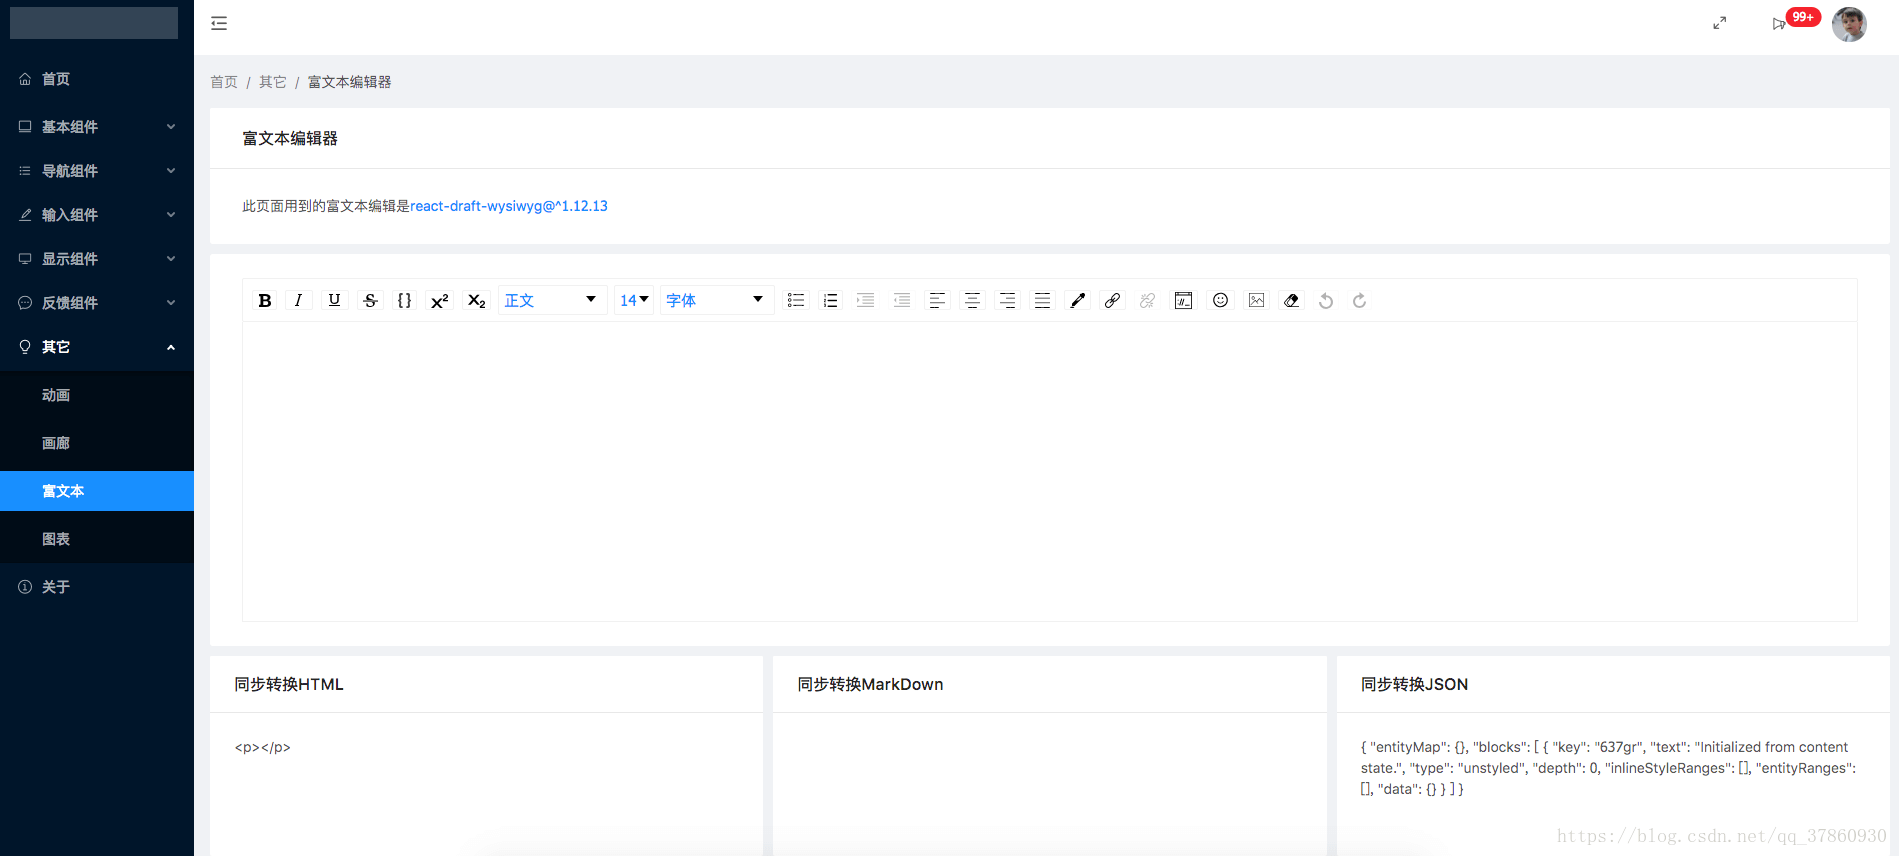 99+
首页
基本组件
导航组件
输入组件
显示组件
反馈组件
其它
动画
画廊
富文本
图表
关于
首页 / 其它 / 富文本编辑器
富文本编辑器
此页面用到的富文本编辑是react-draft-wysiwyg@^1.12.13
B I U S {} X² X₂ 正文 14 字体
同步转换HTML
<p></p>
同步转换MarkDown
同步转换JSON
{ "entityMap": {}, "blocks": [ { "key": "637gr", "text": "Initialized from content
state.", "type": "unstyled", "depth": 0, "inlineStyleRanges": [], "entityRanges":
[], "data": {} } ] }
https://blog.csdn.net/qq_37860930